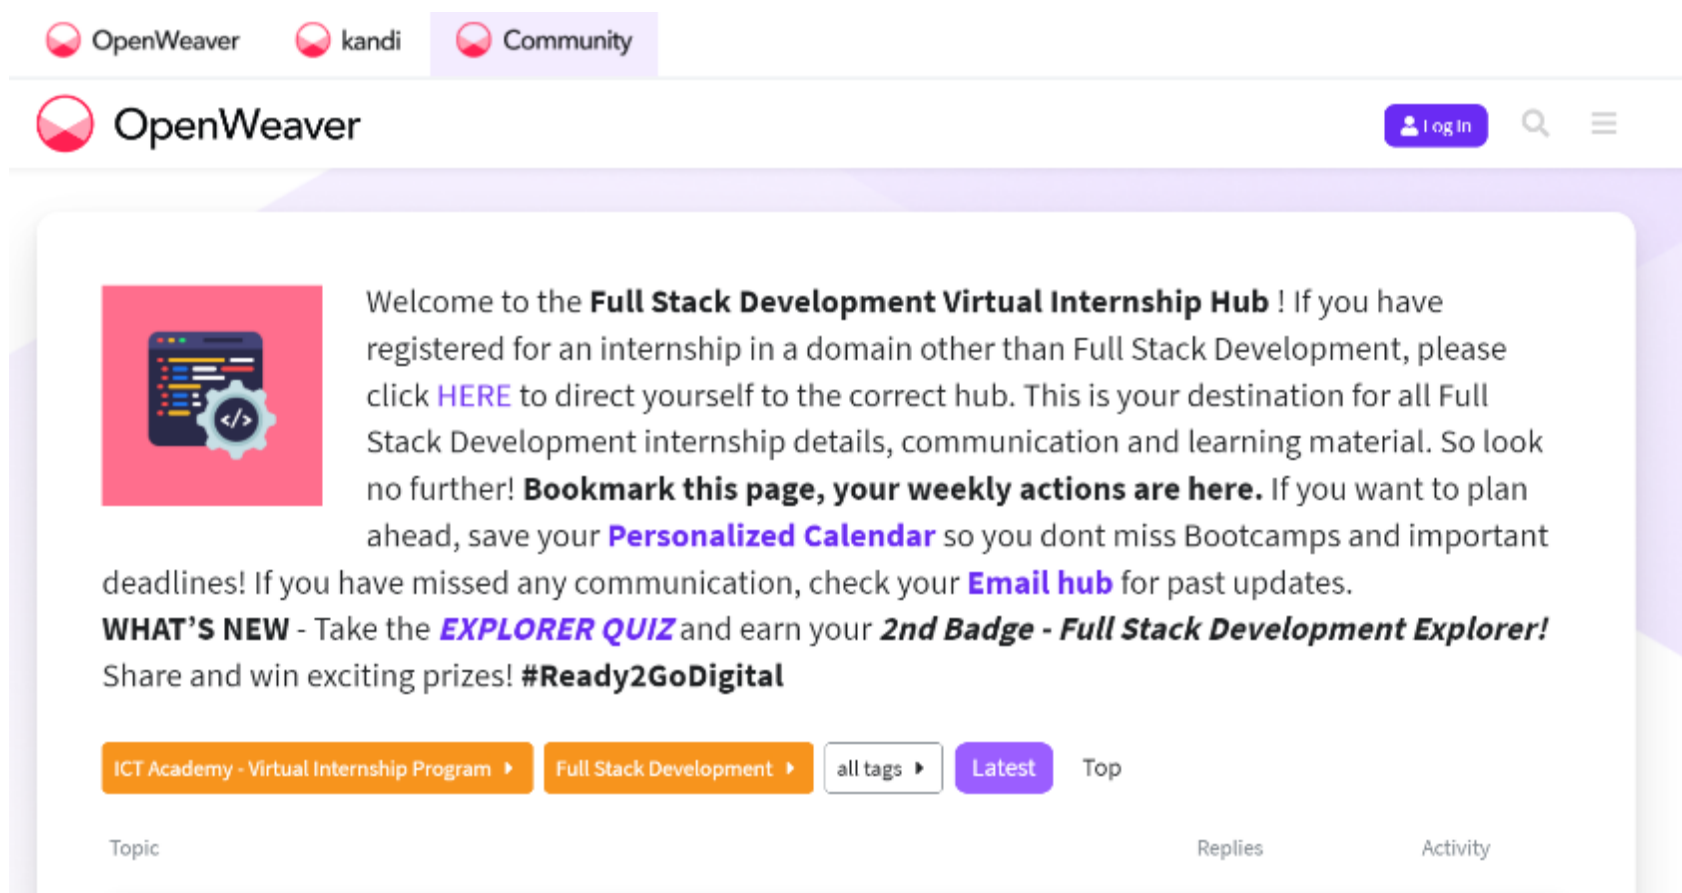 OpenWeaver kandi Community
OpenWeaver
Log In
Welcome to the Full Stack Development Virtual Internship Hub ! If you have
registered for an internship in a domain other than Full Stack Development, please
click HERE to direct yourself to the correct hub. This is your destination for all Full
Stack Development internship details, communication and learning material. So look
no further! Bookmark this page, your weekly actions are here. If you want to plan
ahead, save your Personalized Calendar so you dont miss Bootcamps and important
deadlines! If you have missed any communication, check your Email hub for past updates.
WHAT’S NEW - Take the EXPLORER QUIZ and earn your 2nd Badge - Full Stack Development Explorer!
Share and win exciting prizes! #Ready2GoDigital
ICT Academy - Virtual Internship Program Full Stack Development all tags Latest Top
Topic Replies Activity